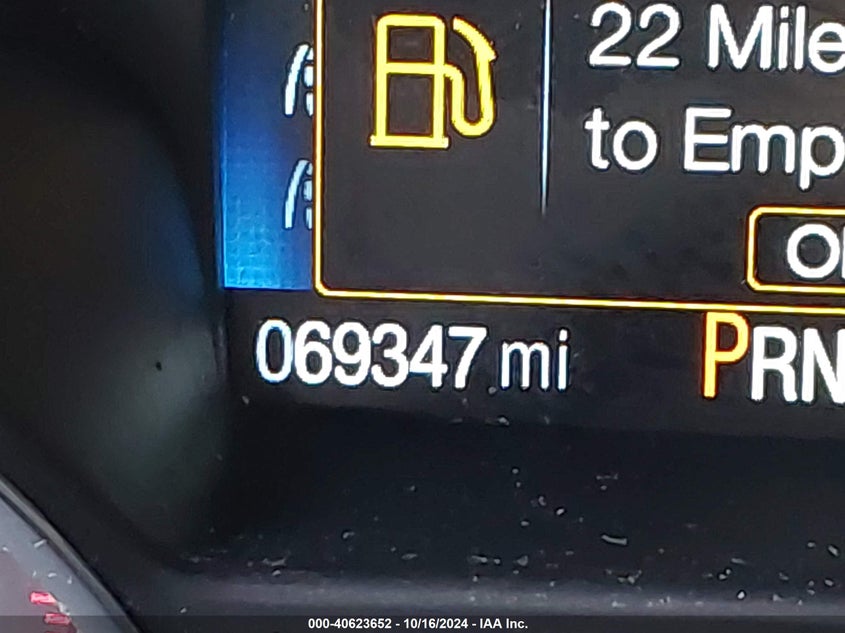 22 Mile
to Emp
069347 mi
PRN
000-40623652 - 10/16/2024 - IAA Inc.